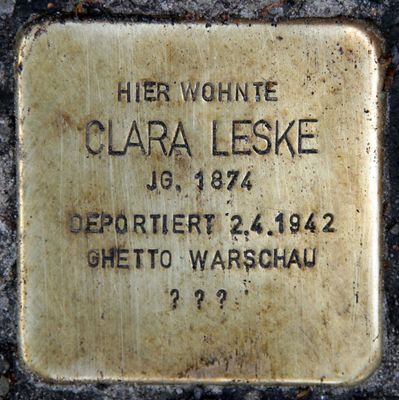 HIER WOHNTE
CLARA LESKE
JG. 1874
DEPORTIERT 2.4.1942
GHETTO WARSCHAU
? ? ?